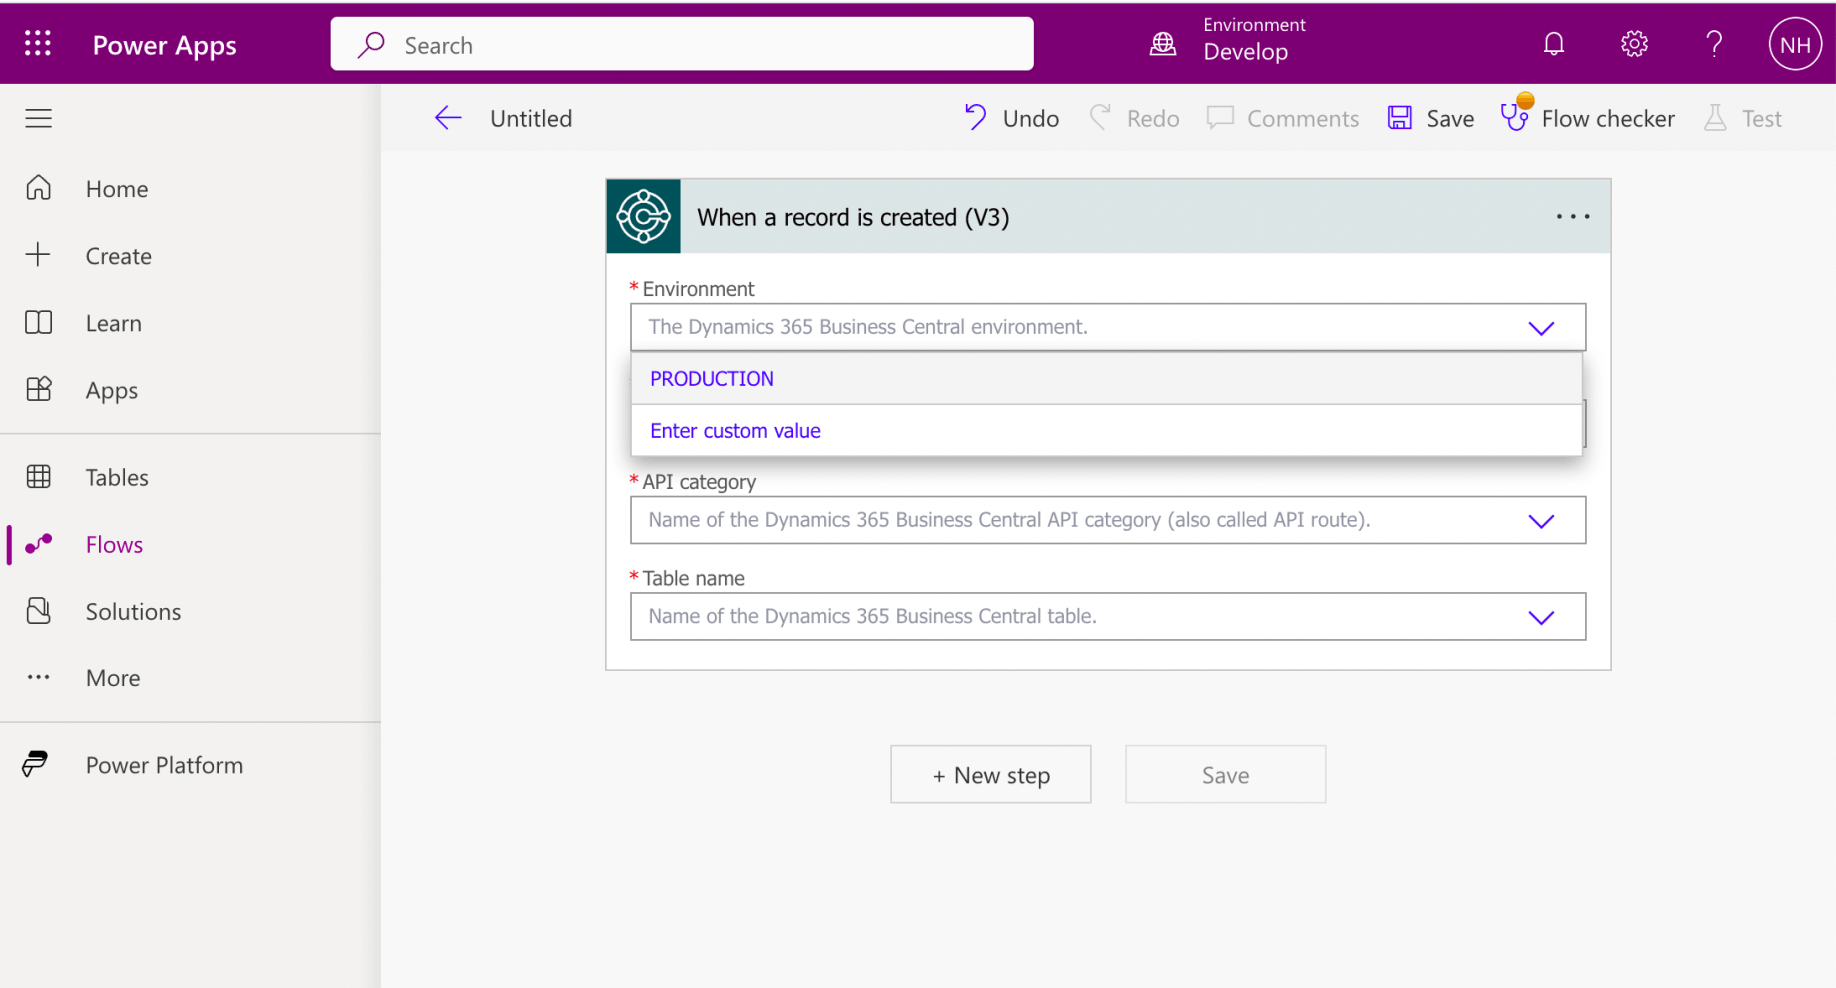 Power Apps
Search
Environment
Develop
?
NH
Untitled
Undo
Redo
Comments
Save
Flow checker
Test
Home
Create
Learn
Apps
Tables
Flows
Solutions
More
Power Platform
When a record is created (V3)
* Environment
The Dynamics 365 Business Central environment.
PRODUCTION
Enter custom value
* API category
Name of the Dynamics 365 Business Central API category (also called API route).
* Table name
Name of the Dynamics 365 Business Central table.
+ New step
Save